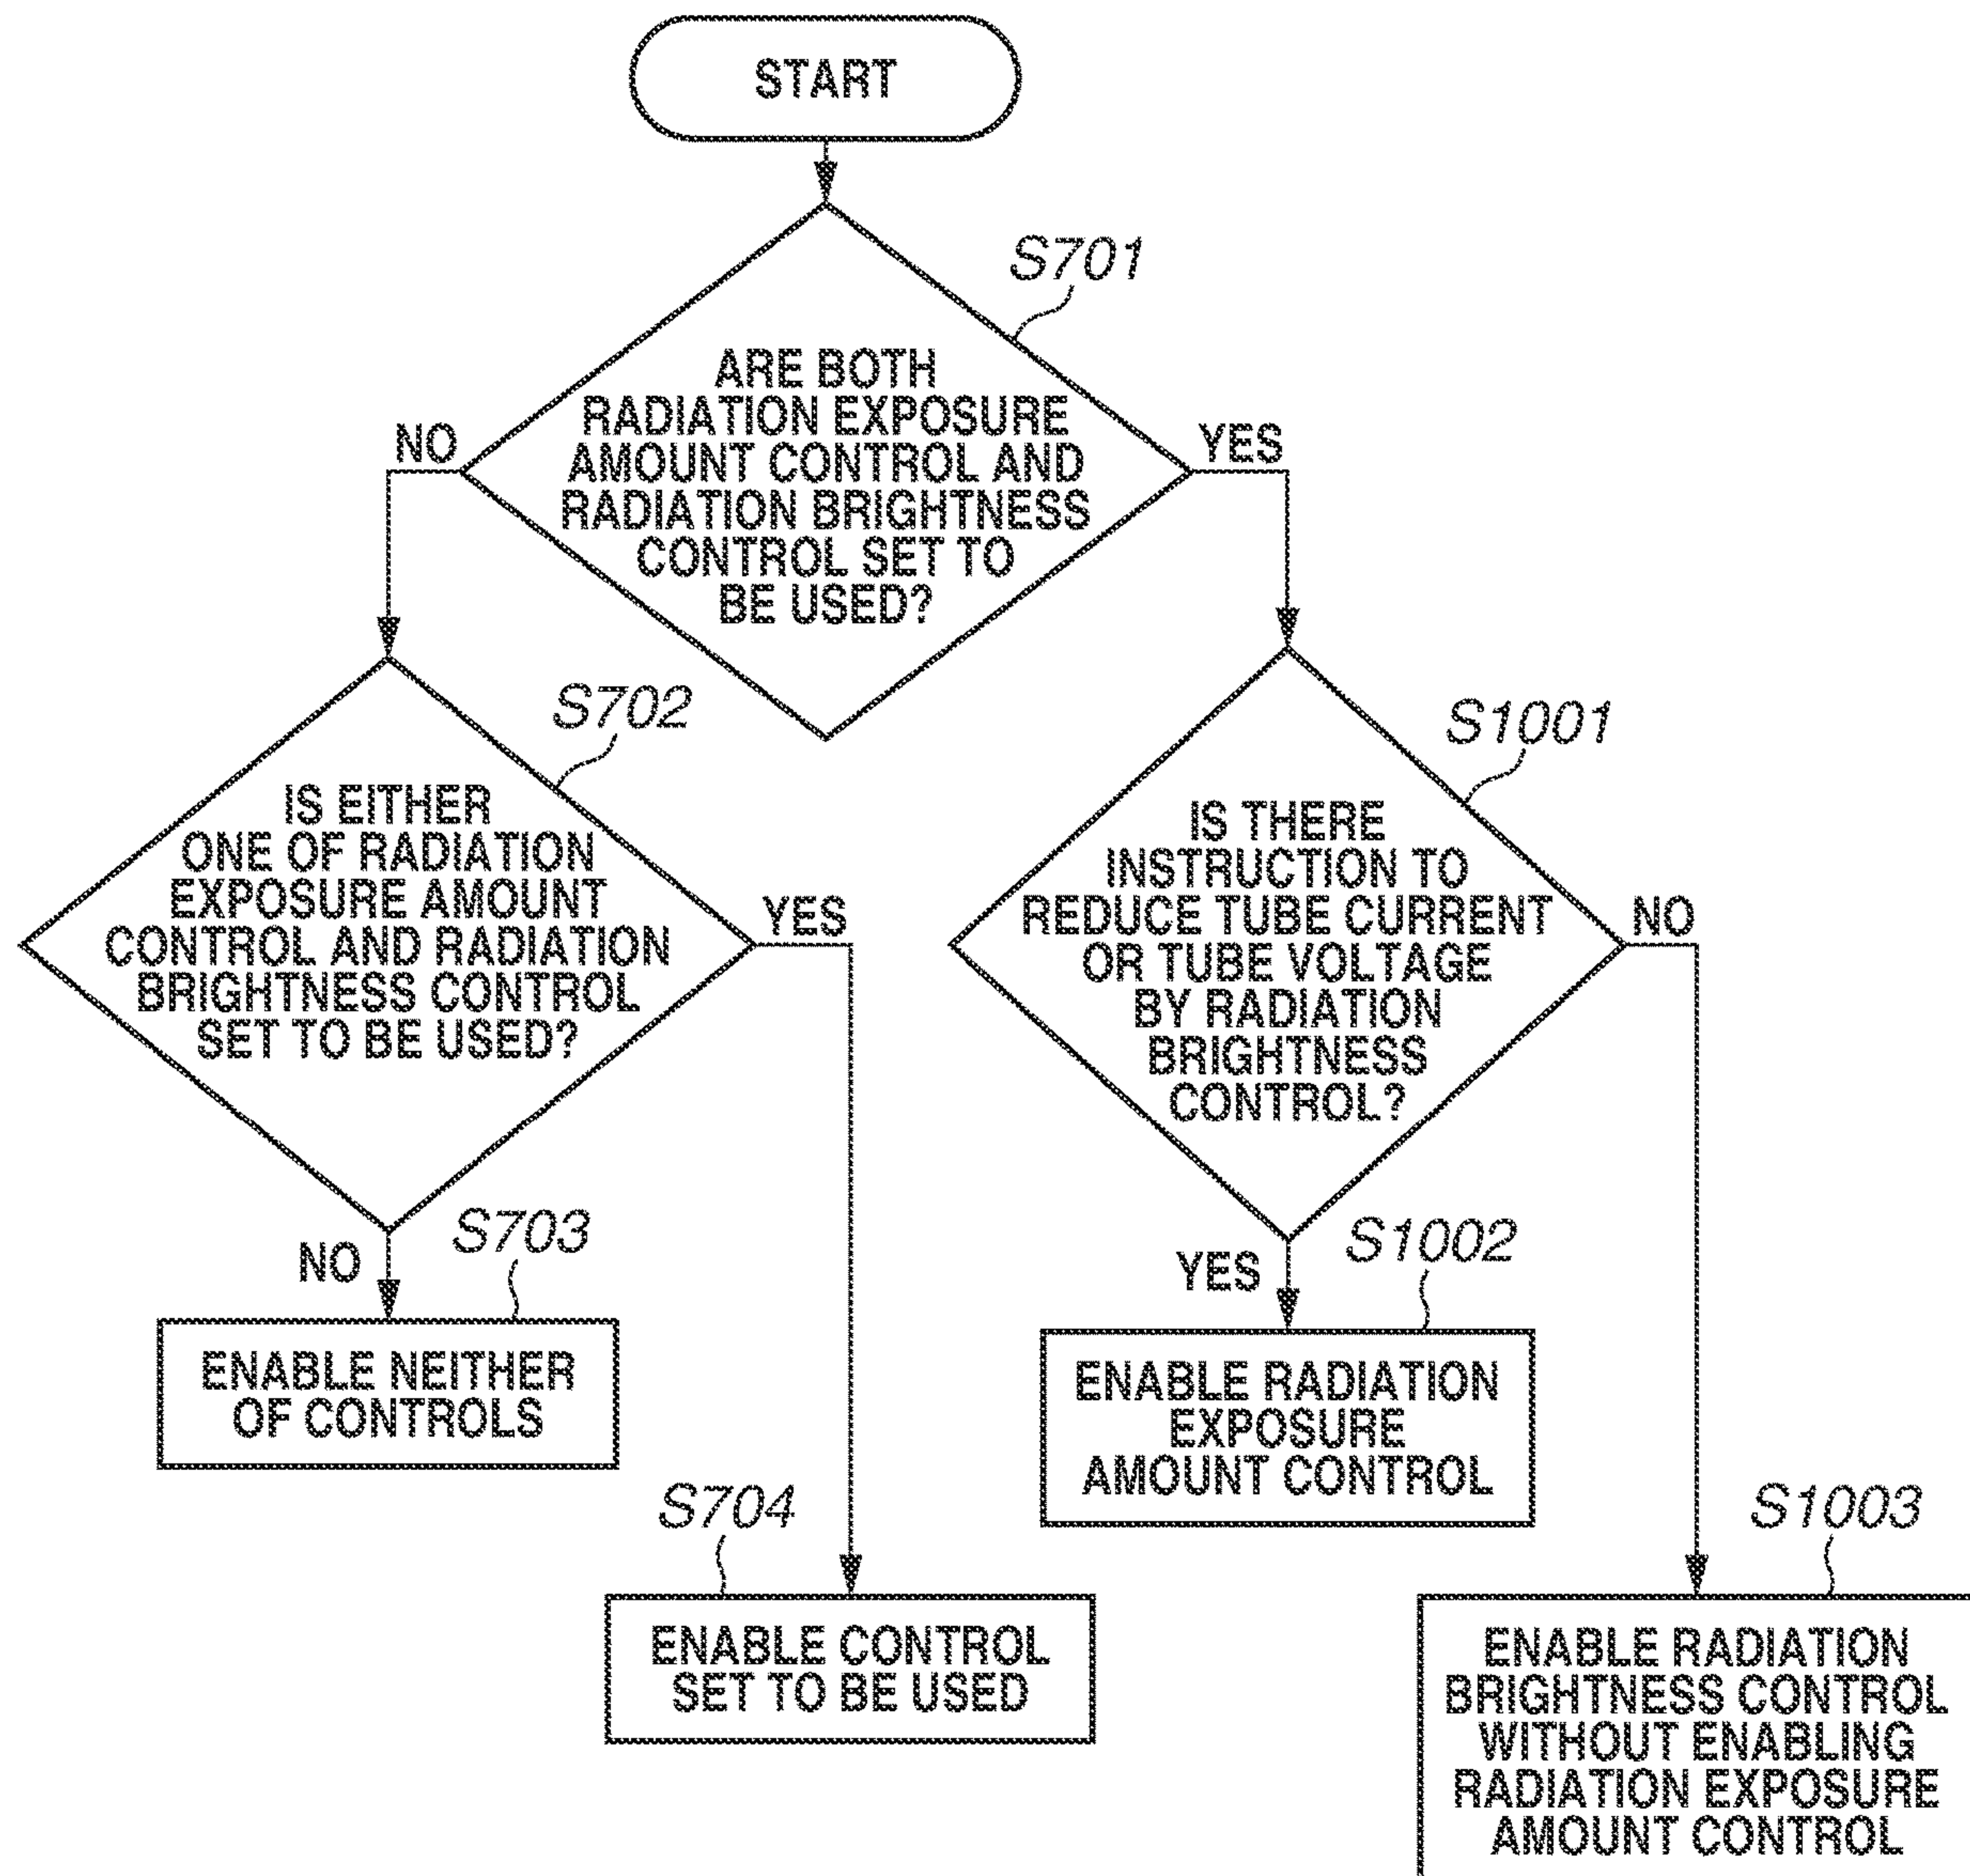 START
S701
ARE BOTH
RADIATION EXPOSURE
AMOUNT CONTROL AND
RADIATION BRIGHTNESS
CONTROL SET TO
BE USED?
NO
YES
S702
IS EITHER
ONE OF RADIATION
EXPOSURE AMOUNT
CONTROL AND RADIATION
BRIGHTNESS CONTROL
SET TO BE USED?
YES
NO
S1001
IS THERE
INSTRUCTION TO
REDUCE TUBE CURRENT
OR TUBE VOLTAGE
BY RADIATION
BRIGHTNESS
CONTROL?
NO
YES
S703
ENABLE NEITHER
OF CONTROLS
S1002
ENABLE RADIATION
EXPOSURE
AMOUNT CONTROL
S704
ENABLE CONTROL
SET TO BE USED
S1003
ENABLE RADIATION
BRIGHTNESS CONTROL
WITHOUT ENABLING
RADIATION EXPOSURE
AMOUNT CONTROL